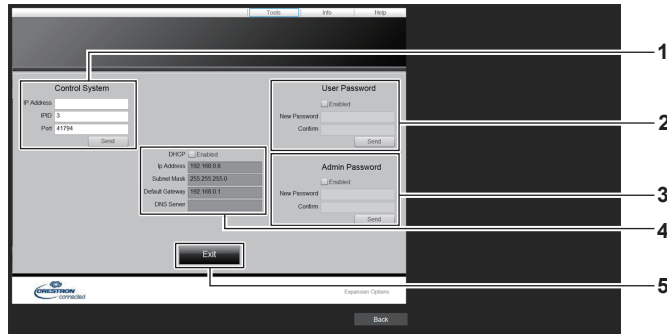 Tools Info Help
Control System
IP Address
IPID 3
Port 41794
Send
User Password
Enabled
New Password
Confirm
Send
DHCP Enabled
Ip Address 192.168.0.8
Subnet Mask 255.255.255.0
Default Gateway 192.168.0.1
DNS Server
Admin Password
Enabled
New Password
Confirm
Send
Exit
CRESTRON
connected
Expansion Options
Back
1
2
3
4
5